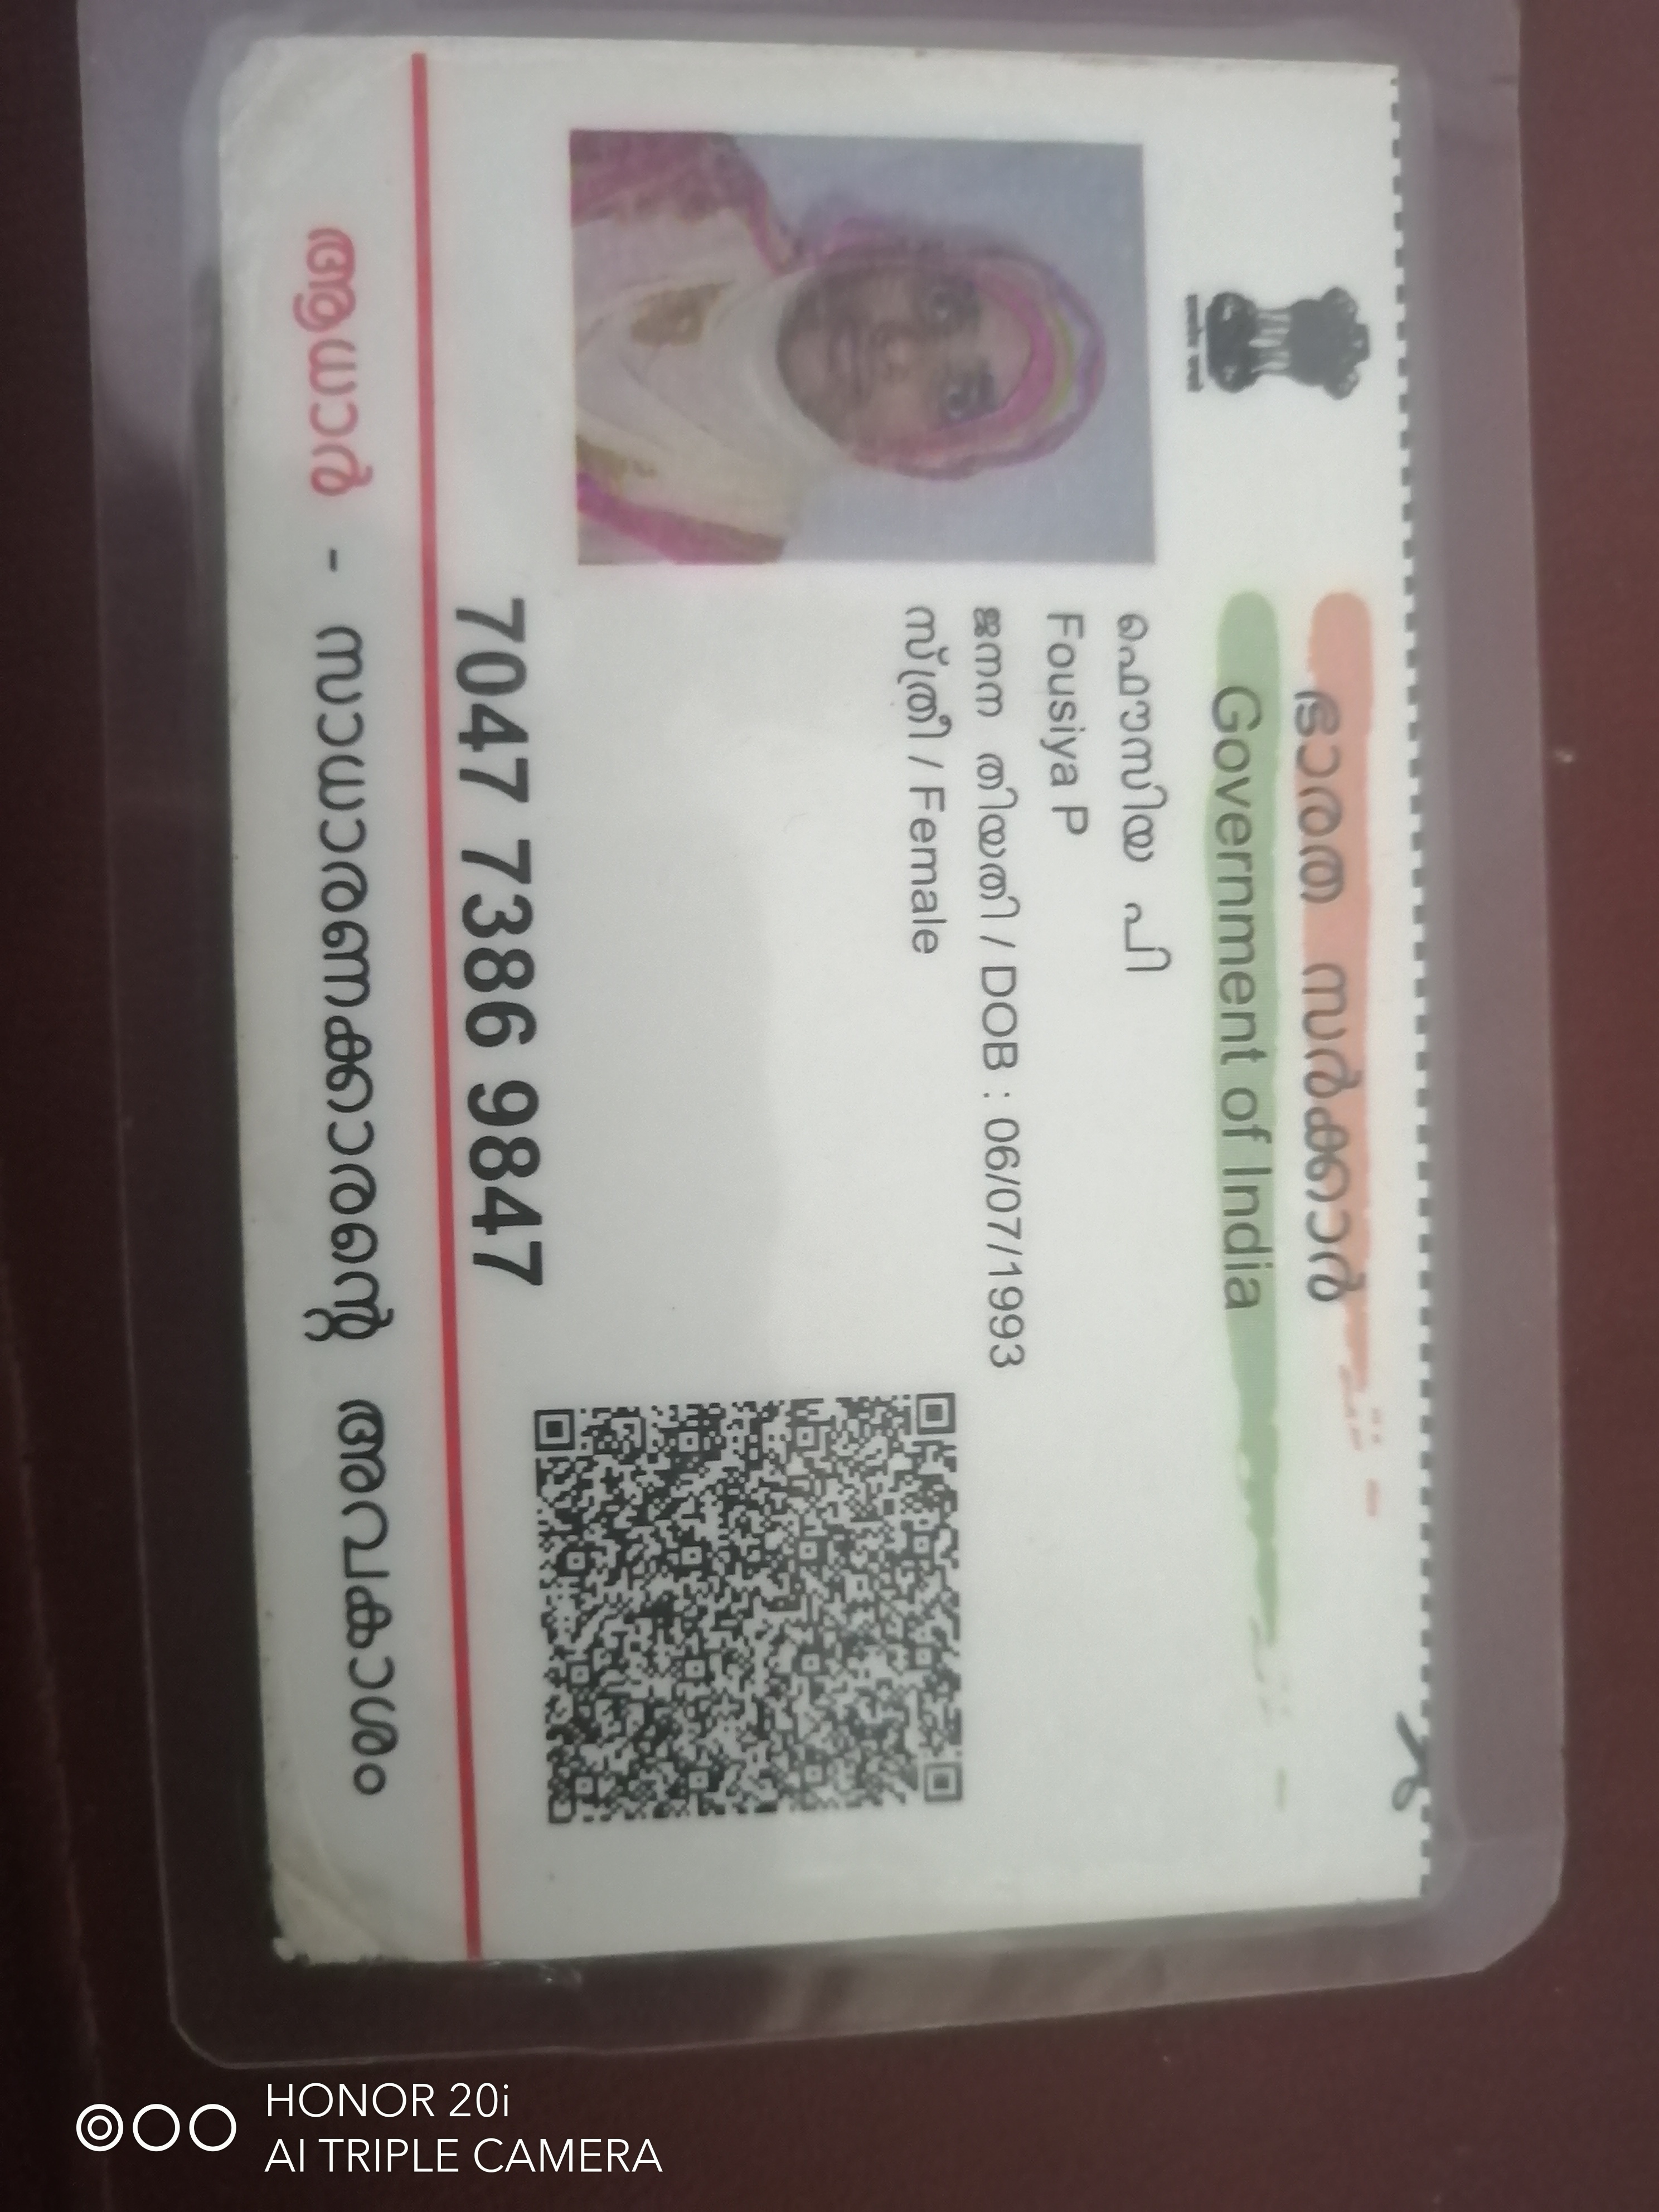 ഭാരത സർക്കാർ
Government of India
ഫൌസിയ പി
Fousiya P
ജനന തിയതി / DOB : 06/07/1993
സ്ത്രീ / Female
7047 7386 9847
ആധാര് - സാധാരണക്കാരന്റെ അവകാശം
HONOR 20i
AI TRIPLE CAMERA